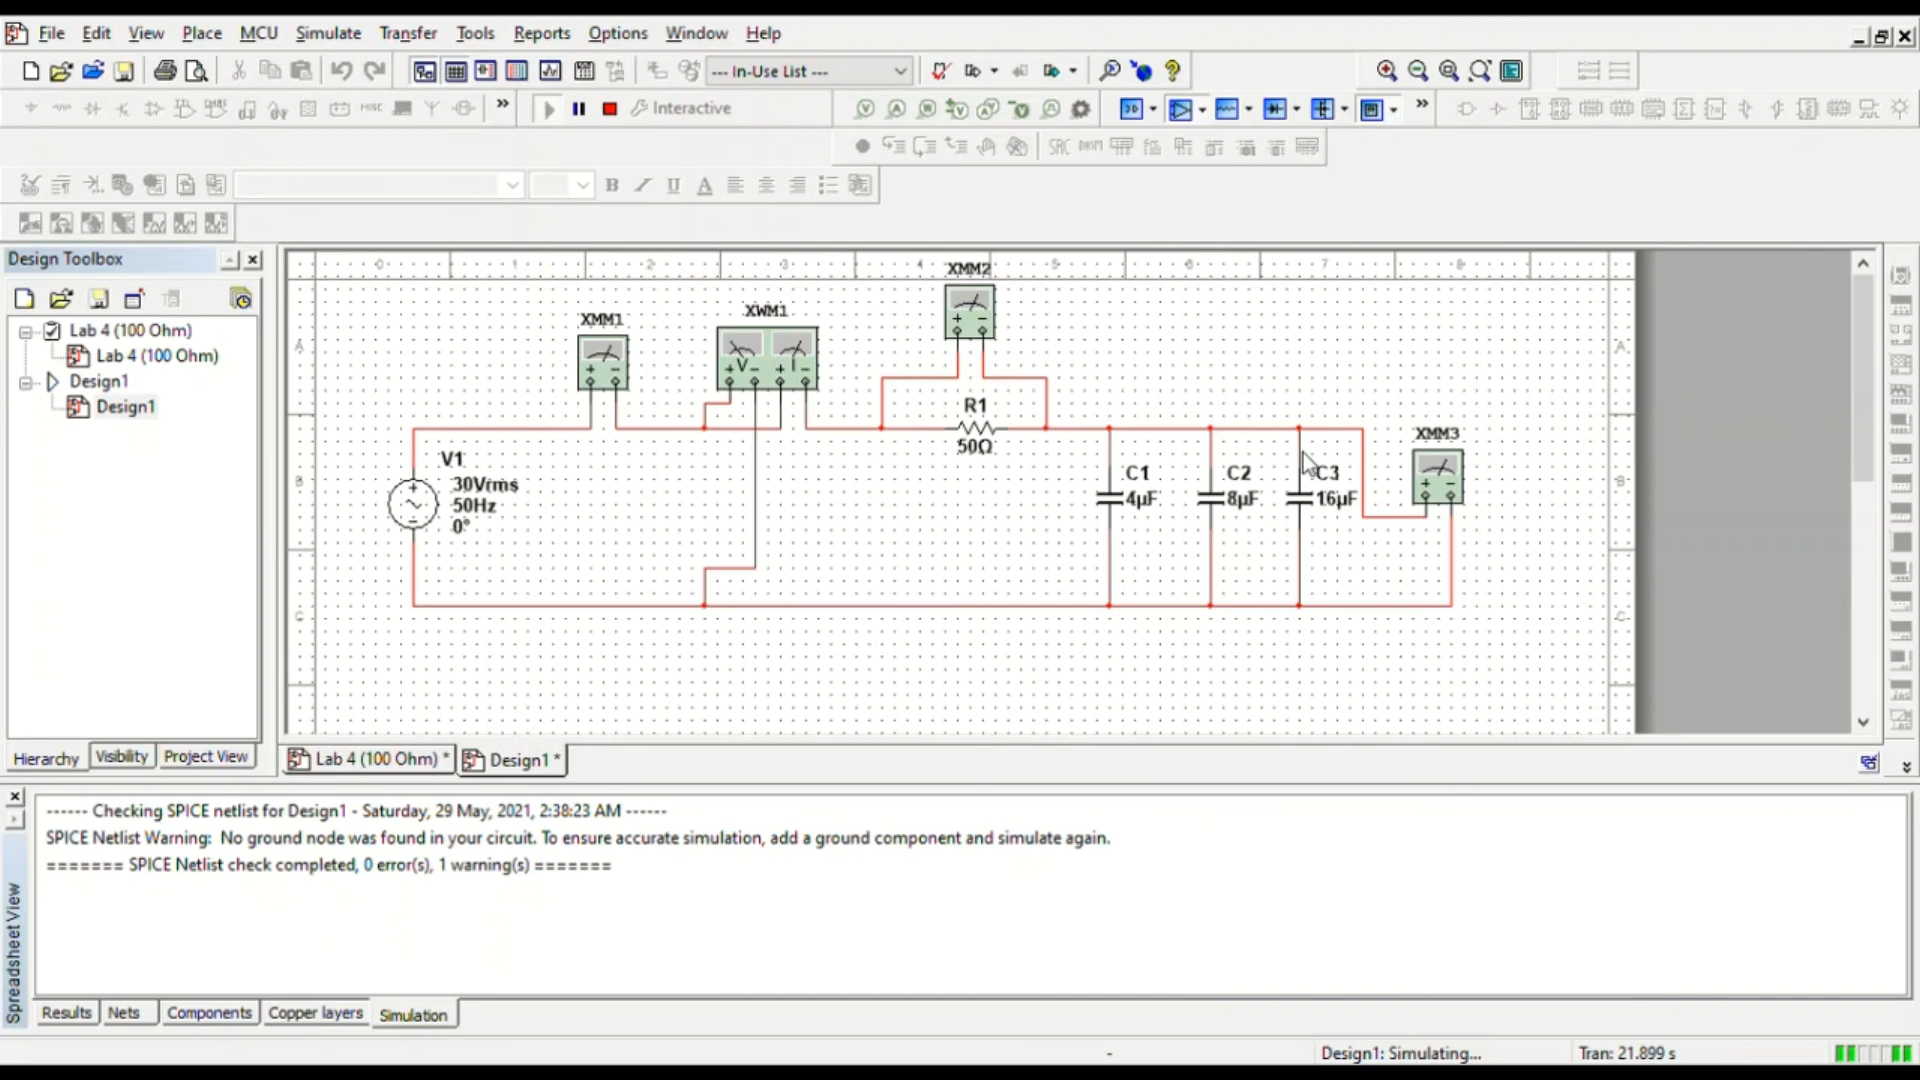 File Edit View Place MCU Simulate Transfer Tools Reports Options Window Help
--- In-Use List ---
Interactive
Design Toolbox
Lab 4 (100 Ohm)
Lab 4 (100 Ohm)
Design1
Design1
Hierarchy Visibility Project View
XMM1
XWM1
XMM2
V1
30Vrms
50Hz
0°
R1
50Ω
C1
4µF
C2
8µF
C3
16µF
XMM3
Lab 4 (100 Ohm) * Design1 *
------ Checking SPICE netlist for Design1 - Saturday, 29 May, 2021, 2:38:23 AM ------
SPICE Netlist Warning: No ground node was found in your circuit. To ensure accurate simulation, add a ground component and simulate again.
======= SPICE Netlist check completed, 0 error(s), 1 warning(s) =======
Spreadsheet View
Results Nets Components Copper layers Simulation
- Design1: Simulating... Tran: 21.899 s